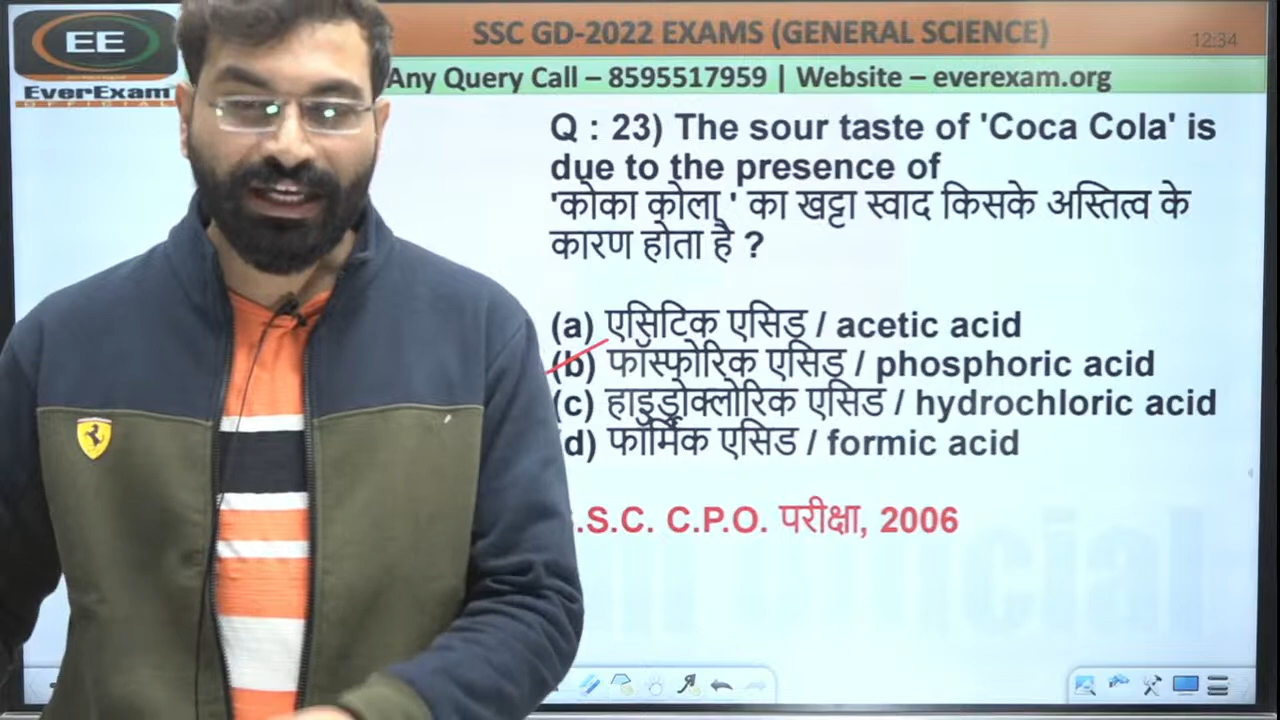 EE
EverExam
OFFICIAL
SSC GD-2022 EXAMS (GENERAL SCIENCE)
12:34
Any Query Call – 8595517959 | Website – everexam.org
Q : 23) The sour taste of 'Coca Cola' is
due to the presence of
'कोका कोला ' का खट्टा स्वाद किसके अस्तित्व के
कारण होता है ?
(a) एसिटिक एसिड / acetic acid
(b) फॉस्फोरिक एसिड / phosphoric acid
(c) हाइड्रोक्लोरिक एसिड / hydrochloric acid
d) फॉर्मिक एसिड / formic acid
.S.C. C.P.O. परीक्षा, 2006